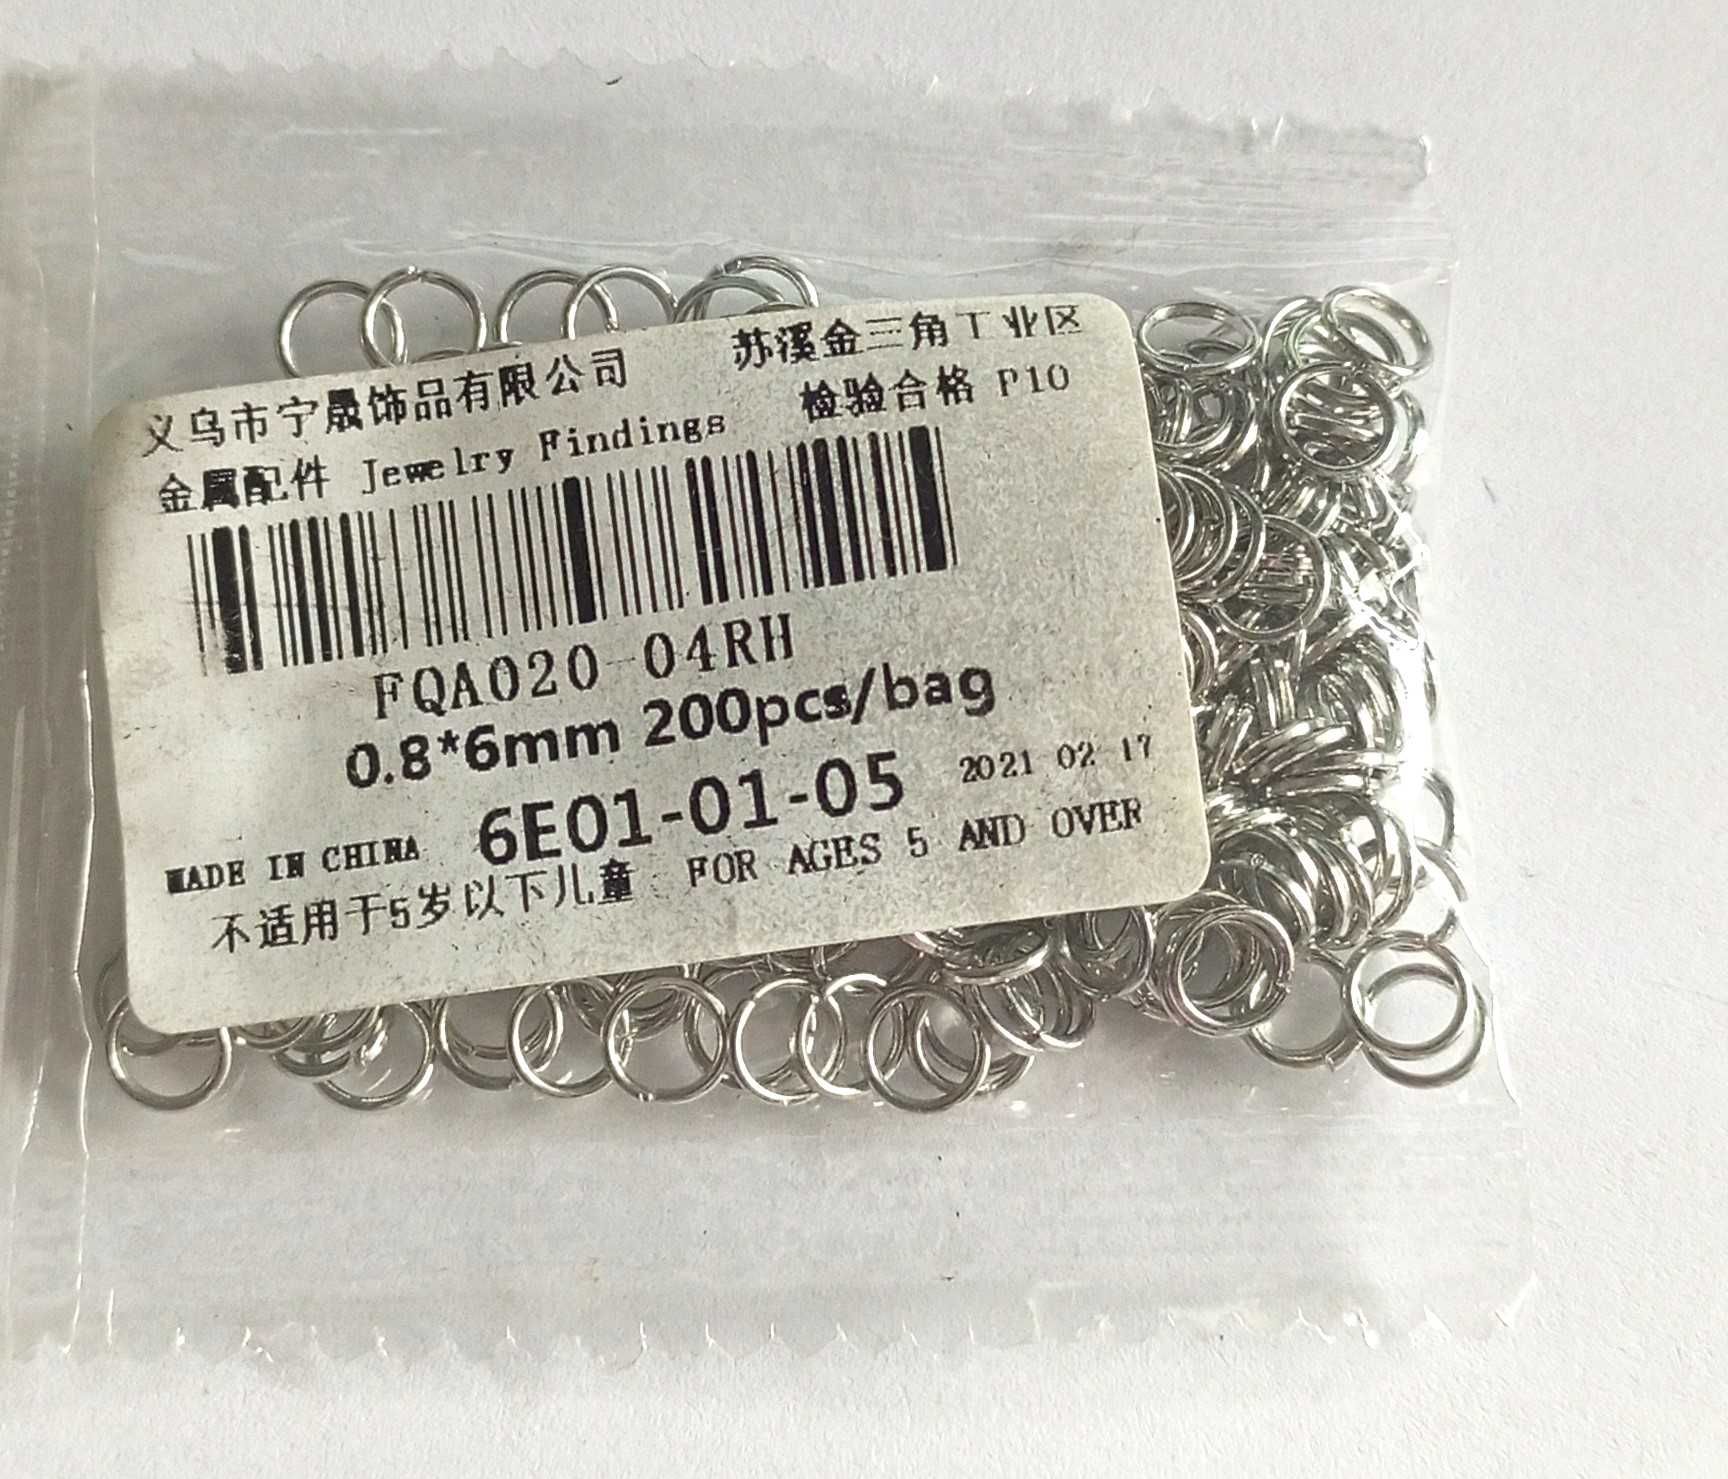 义乌市宁晟饰品有限公司 苏溪金三角工业区
金属配件 Jewelry Findings 检验合格 P10
FQA020-04RH
0.8*6mm 200pcs/bag
6E01-01-05 2021 02 17
MADE IN CHINA
不适用于5岁以下儿童 FOR AGES 5 AND OVER